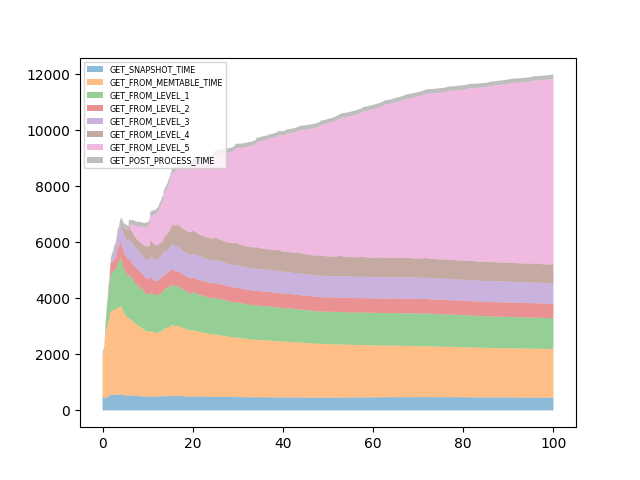 12000
10000
8000
6000
4000
2000
0
GET_SNAPSHOT_TIME
GET_FROM_MEMTABLE_TIME
GET_FROM_LEVEL_1
GET_FROM_LEVEL_2
GET_FROM_LEVEL_3
GET_FROM_LEVEL_4
GET_FROM_LEVEL_5
GET_POST_PROCESS_TIME
0 20 40 60 80 100